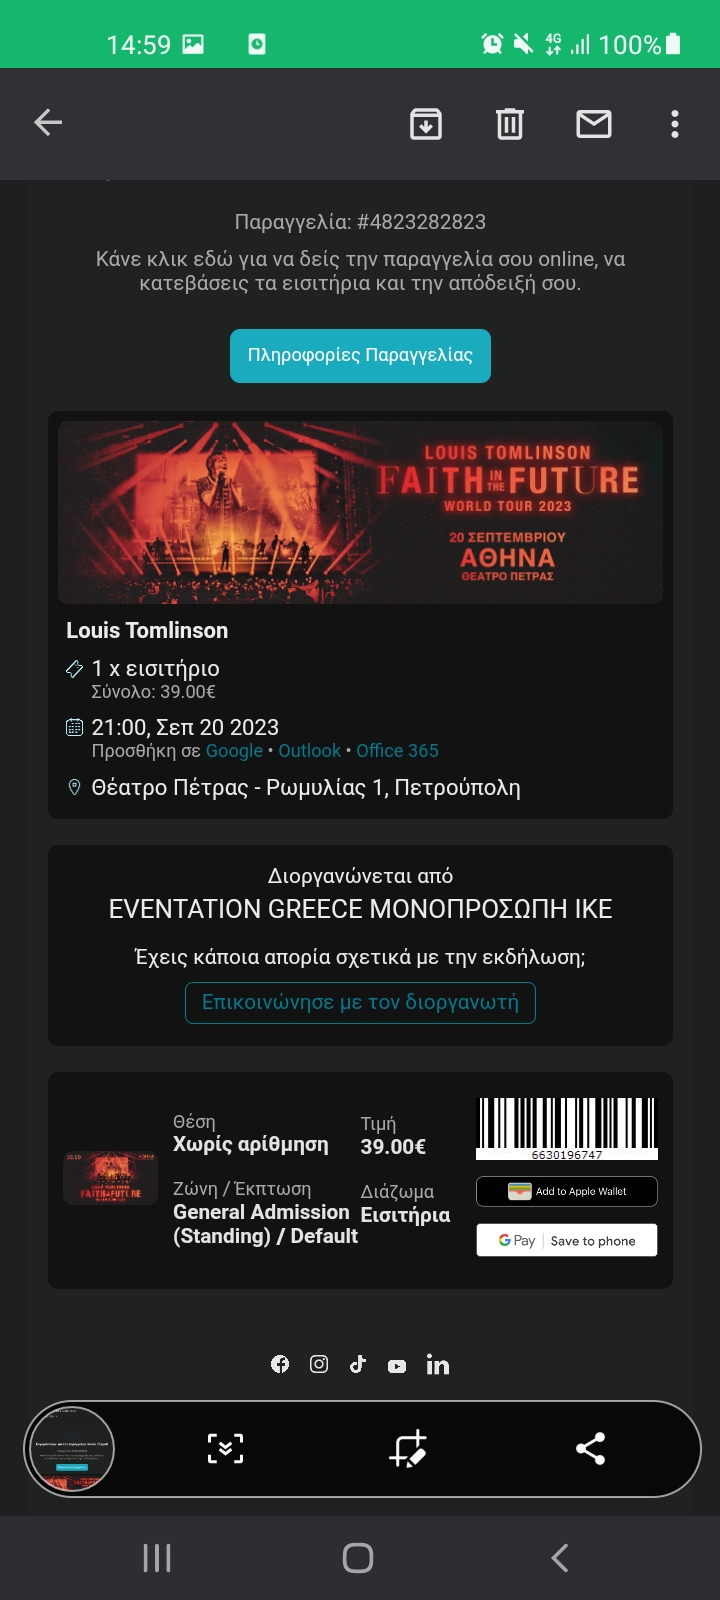 14:59
4G
100%
Παραγγελία: #4823282823
Κάνε κλικ εδώ για να δείς την παραγγελία σου online, να
κατεβάσεις τα εισιτήρια και την απόδειξή σου.
Πληροφορίες Παραγγελίας
LOUIS TOMLINSON
FAITH IN THE FUTURE
WORLD TOUR 2023
20 ΣΕΠΤΕΜΒΡΙΟΥ
ΑΘΗΝΑ
ΘΕΑΤΡΟ ΠΕΤΡΑΣ
Louis Tomlinson
1 x εισιτήριο
Σύνολο: 39.00€
21:00, Σεπ 20 2023
Προσθήκη σε Google • Outlook • Office 365
Θέατρο Πέτρας - Ρωμυλίας 1, Πετρούπολη
Διοργανώνεται από
EVENTATION GREECE ΜΟΝΟΠΡΟΣΩΠΗ ΙΚΕ
Έχεις κάποια απορία σχετικά με την εκδήλωση;
Επικοινώνησε με τον διοργανωτή
Θέση
Χωρίς αρίθμηση
Τιμή
39.00€
Ζώνη / Έκπτωση
General Admission
(Standing) / Default
Διάζωμα
Εισιτήρια
FAITH IN THE FUTURE
6630196747
Add to Apple Wallet
G Pay | Save to phone